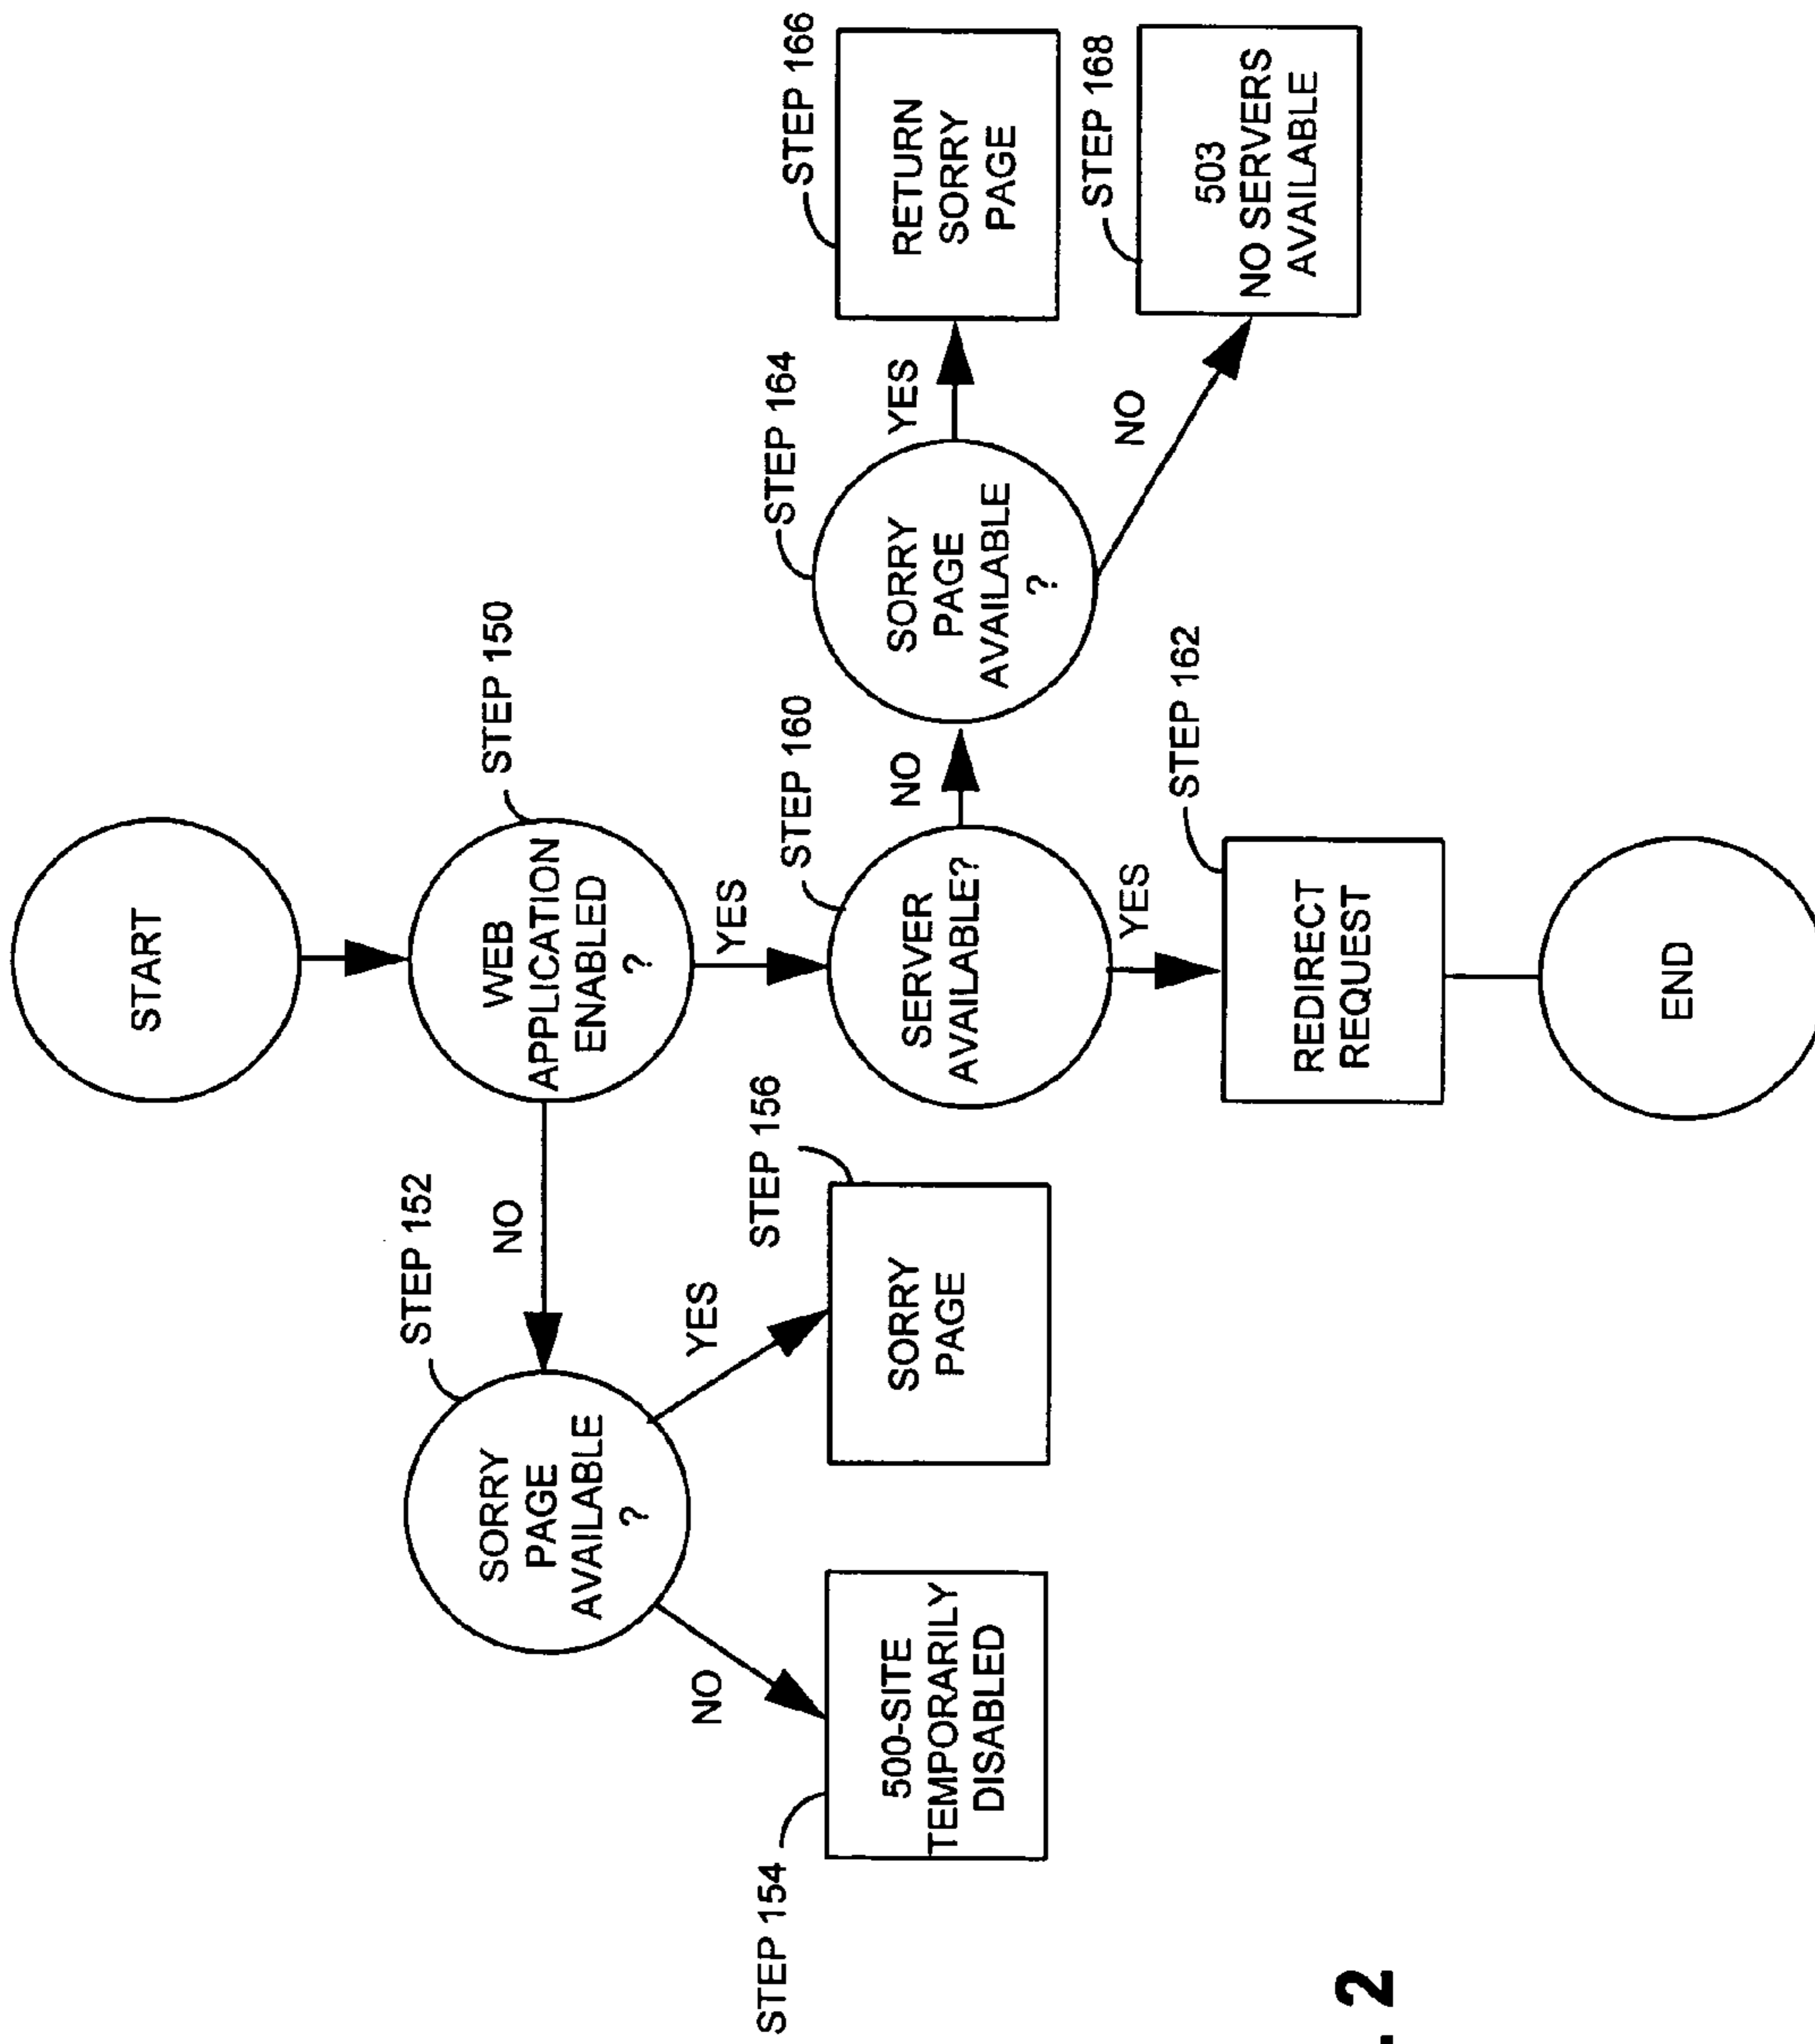 START
STEP 150
WEB
APPLICATION
ENABLED
?
NO
YES
STEP 152
SORRY
PAGE
AVAILABLE
?
NO
YES
STEP 154
500-SITE
TEMPORARILY
DISABLED
STEP 156
SORRY
PAGE
STEP 160
SERVER
AVAILABLE?
NO
YES
STEP 164
SORRY
PAGE
AVAILABLE
?
YES
NO
STEP 166
RETURN
SORRY
PAGE
STEP 168
503
NO SERVERS
AVAILABLE
STEP 162
REDIRECT
REQUEST
END
. 2